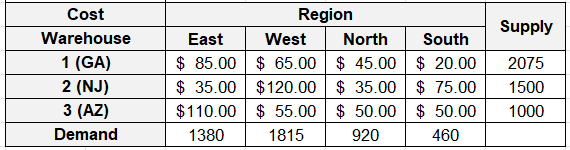 Cost Region Supply
Warehouse East West North South
1 (GA) $ 85.00 $ 65.00 $ 45.00 $ 20.00 2075
2 (NJ) $ 35.00 $120.00 $ 35.00 $ 75.00 1500
3 (AZ) $110.00 $ 55.00 $ 50.00 $ 50.00 1000
Demand 1380 1815 920 460